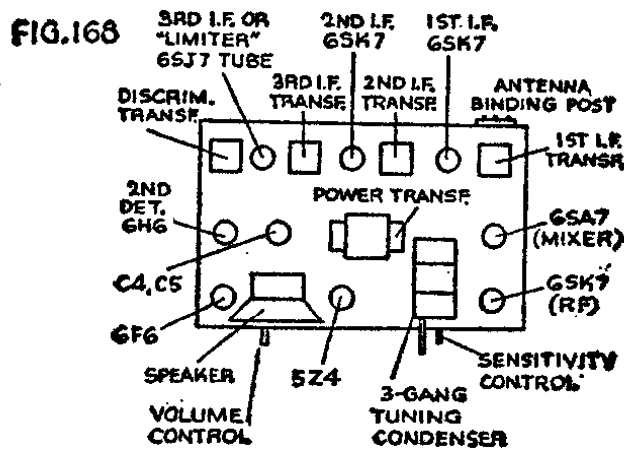 FIG.168
3RD I.F. OR
"LIMITER"
6SJ7 TUBE
2ND I.F.
6SK7
1ST I.F.
6SK7
DISCRIM.
TRANSF.
3RD I.F.
TRANSF.
2ND I.F.
TRANSF.
ANTENNA
BINDING POST
1ST I.F.
TRANSF.
2ND
DET.
6H6
POWER TRANSF.
6SA7
(MIXER)
C4, C5
6SK7
(RF)
6F6
SPEAKER
5Z4
SENSITIVITY
CONTROL
VOLUME
CONTROL
3-GANG
TUNING
CONDENSER